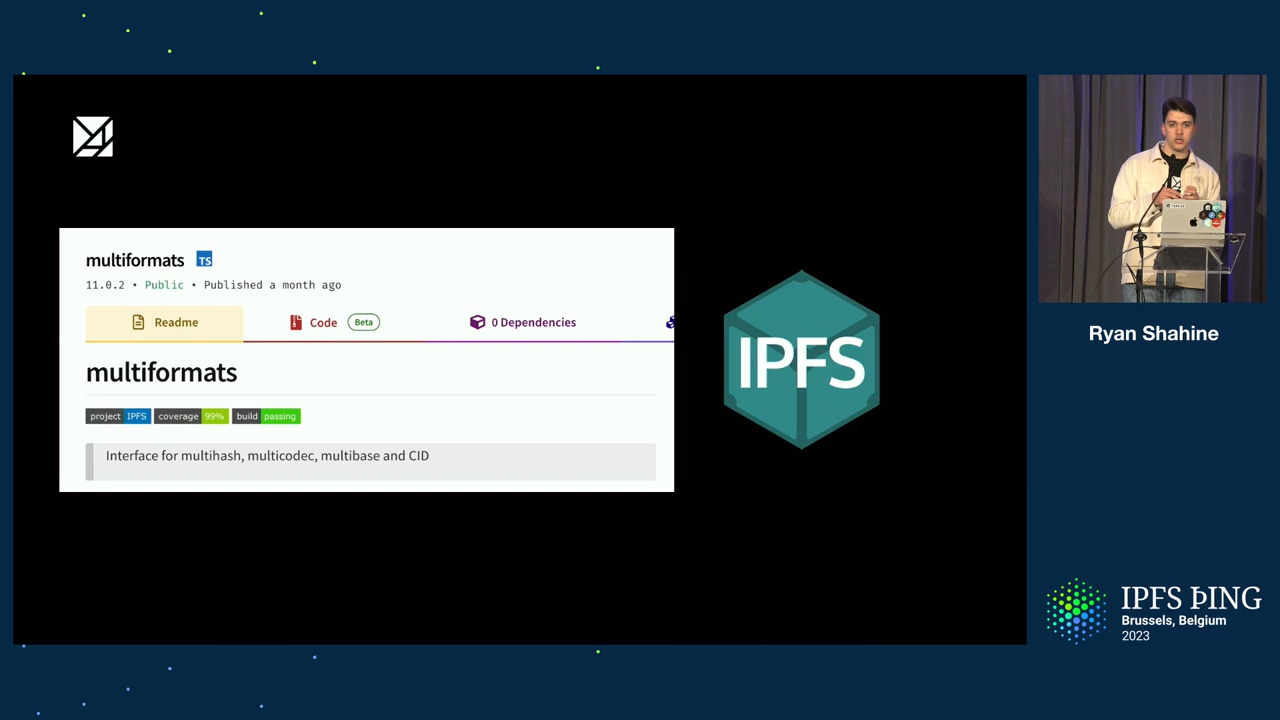 multiformats TS
11.0.2 • Public • Published a month ago
Readme
Code
Beta
0 Dependencies
multiformats
project IPFS coverage 99% build passing
Interface for multihash, multicodec, multibase and CID
IPFS
Ryan Shahine
IPFS ÞING
Brussels, Belgium
2023